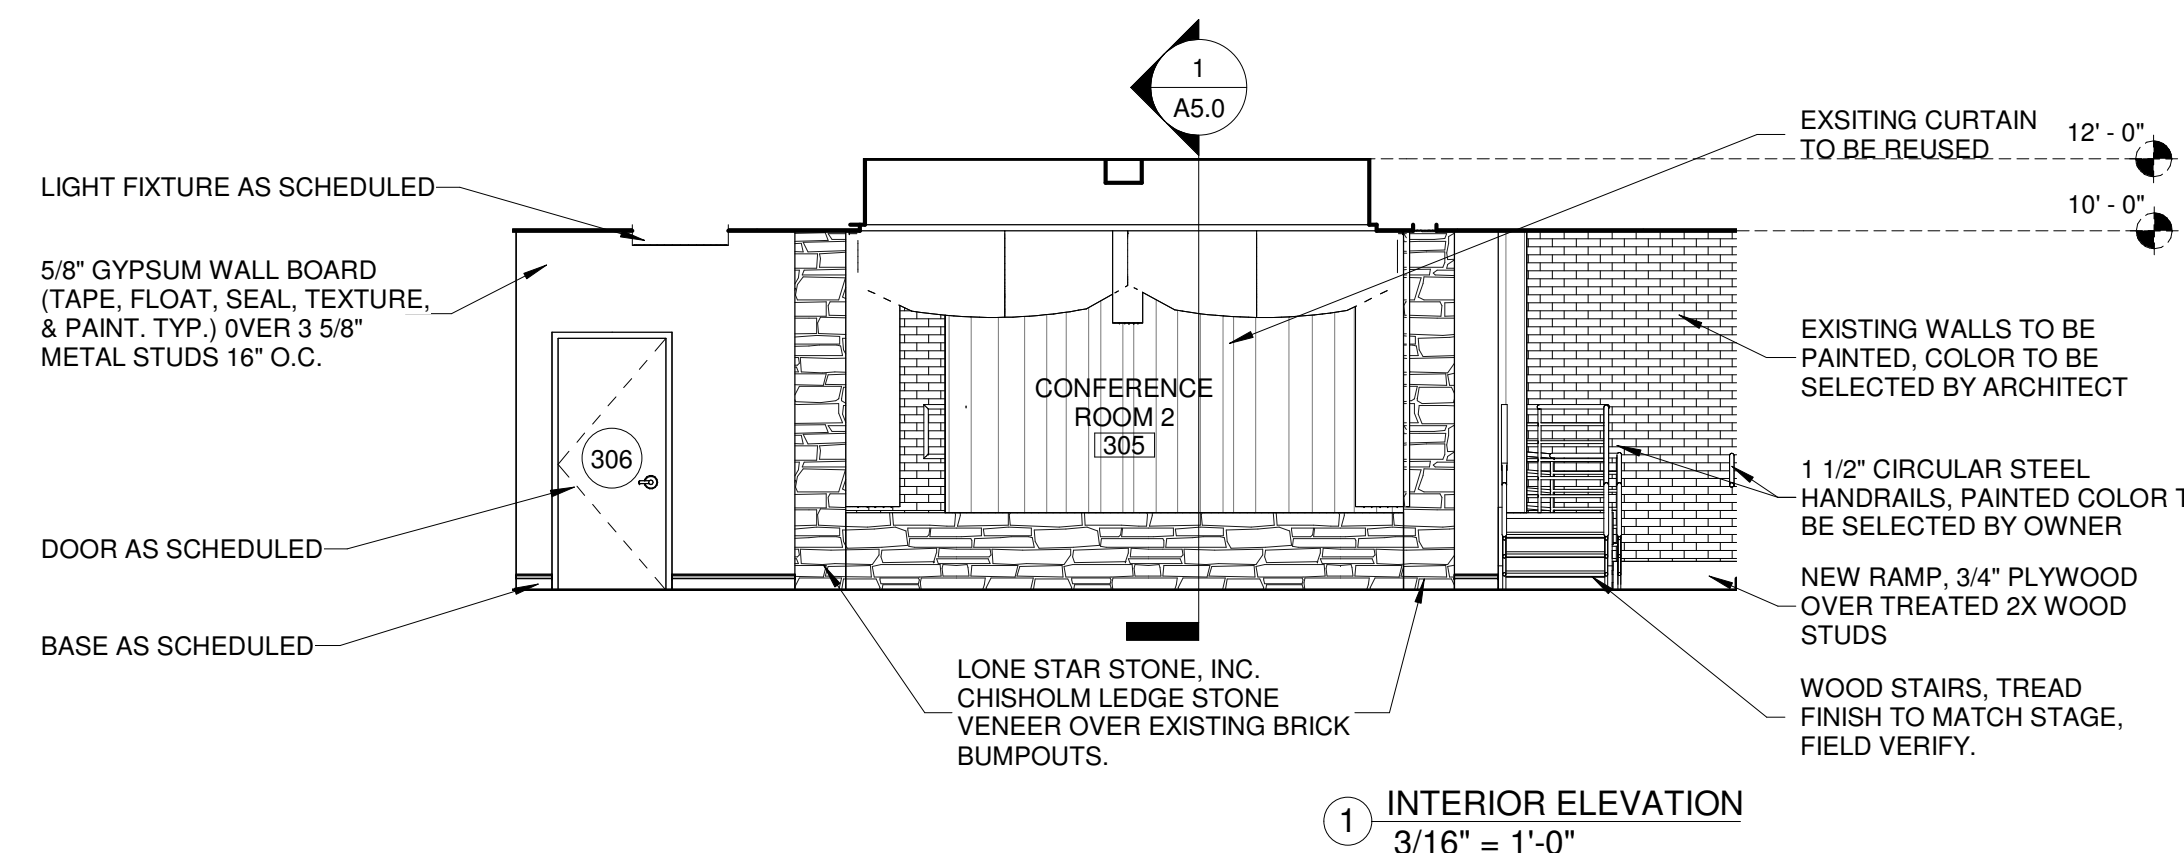 1
A5.0
EXSITING CURTAIN
TO BE REUSED
12' - 0"
10' - 0"
LIGHT FIXTURE AS SCHEDULED
5/8" GYPSUM WALL BOARD
(TAPE, FLOAT, SEAL, TEXTURE,
& PAINT. TYP.) 0VER 3 5/8"
METAL STUDS 16" O.C.
EXISTING WALLS TO BE
PAINTED, COLOR TO BE
SELECTED BY ARCHITECT
CONFERENCE
ROOM 2
305
306
1 1/2" CIRCULAR STEEL
HANDRAILS, PAINTED COLOR T
BE SELECTED BY OWNER
DOOR AS SCHEDULED
NEW RAMP, 3/4" PLYWOOD
OVER TREATED 2X WOOD
STUDS
BASE AS SCHEDULED
LONE STAR STONE, INC.
CHISHOLM LEDGE STONE
VENEER OVER EXISTING BRICK
BUMPOUTS.
WOOD STAIRS, TREAD
FINISH TO MATCH STAGE,
FIELD VERIFY.
1
INTERIOR ELEVATION
3/16" = 1'-0"